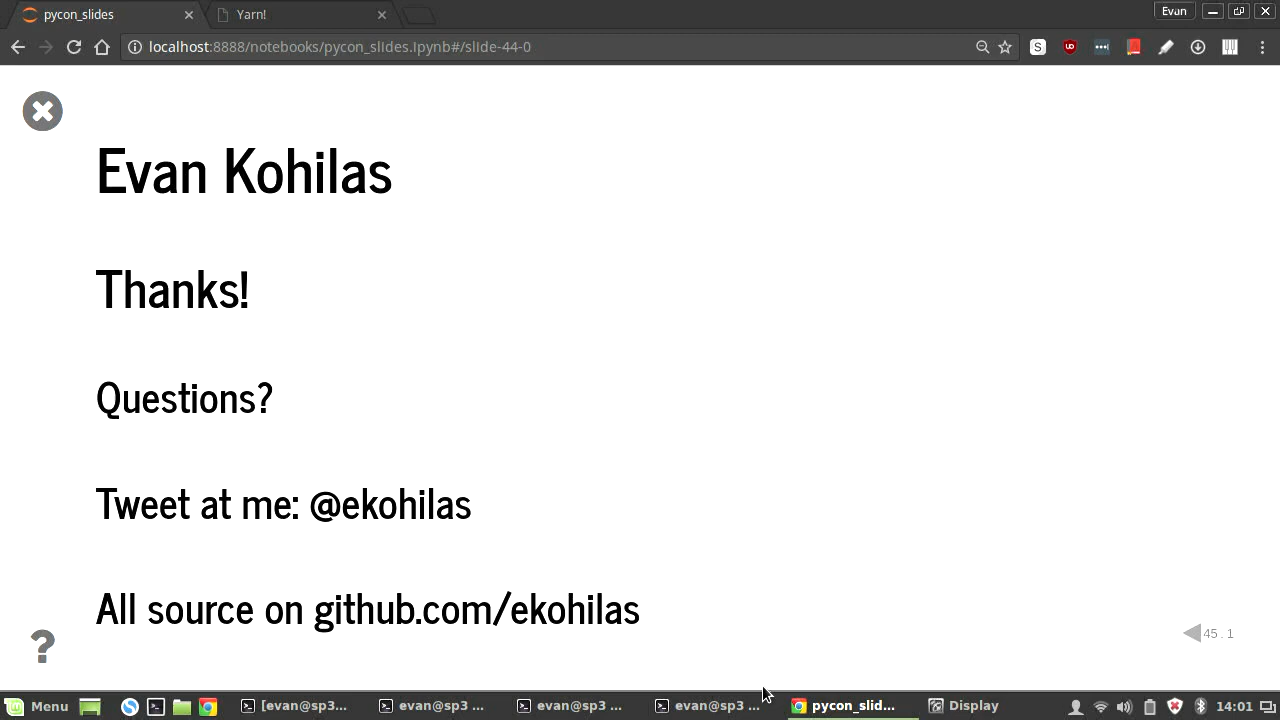 pycon_slides
Yarn!
Evan
localhost:8888/notebooks/pycon_slides.ipynb#/slide-44-0
S
Evan Kohilas
Thanks!
Questions?
Tweet at me: @ekohilas
All source on github.com/ekohilas
?
45.1
Menu
[evan@sp3...
evan@sp3 ...
evan@sp3 ...
evan@sp3 ...
pycon_slid...
Display
14:01